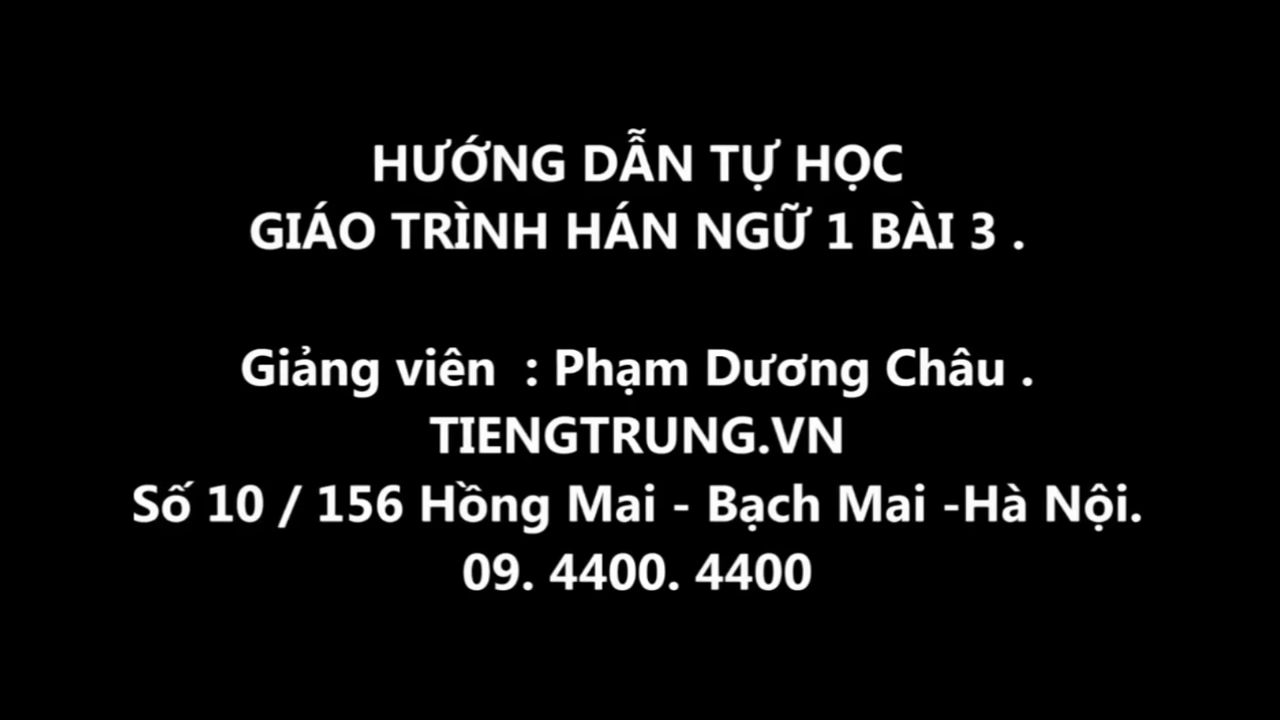 HƯỚNG DẪN TỰ HỌC
GIÁO TRÌNH HÁN NGỮ 1 BÀI 3 .
Giảng viên : Phạm Dương Châu .
TIENGTRUNG.VN
Số 10 / 156 Hồng Mai - Bạch Mai -Hà Nội.
09. 4400. 4400